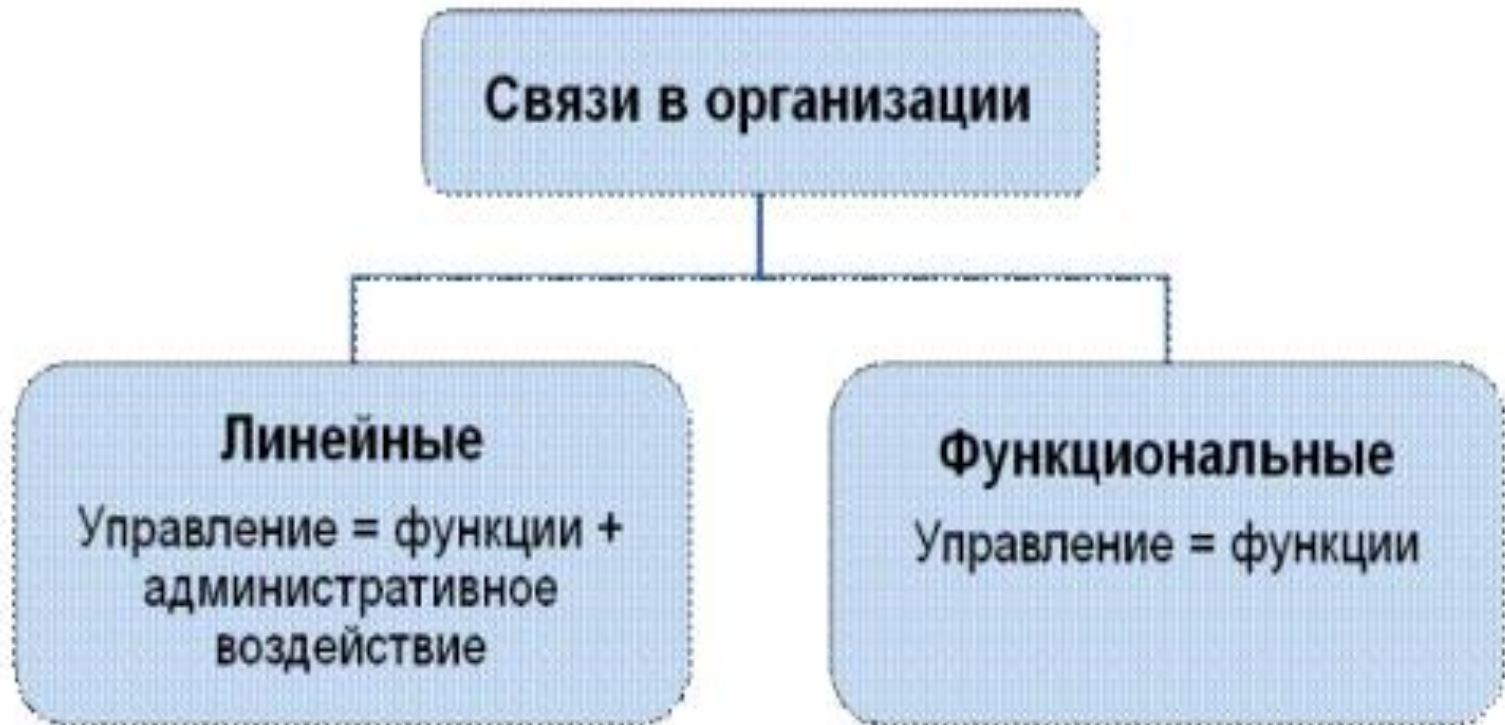 Связи в организации
Линейные
Управление = функции +
административное
воздействие
Функциональные
Управление = функции